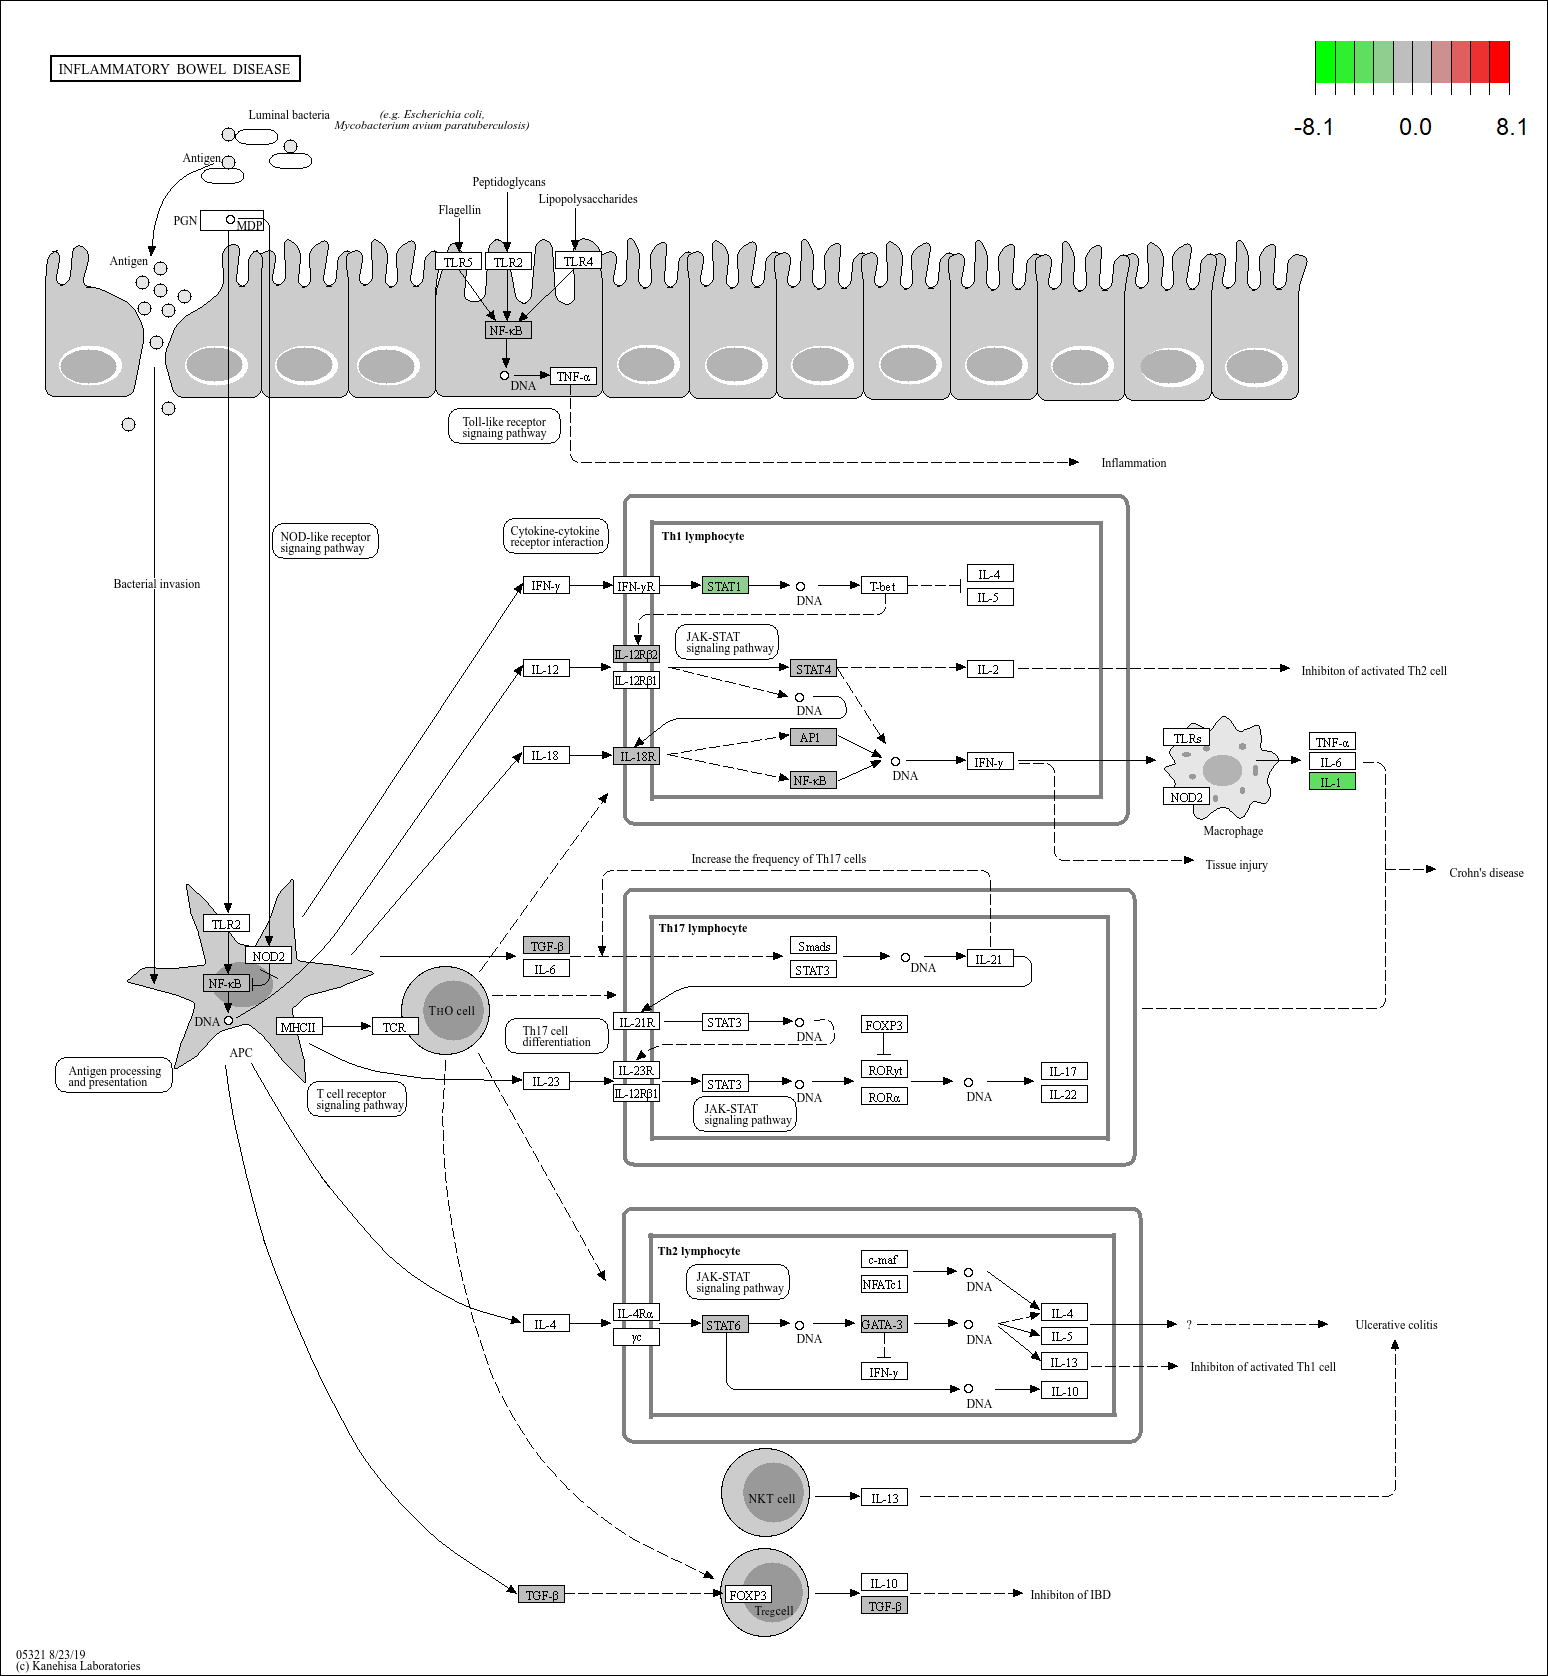 INFLAMMATORY BOWEL DISEASE
-8.1 0.0 8.1
Luminal bacteria
(e.g. Escherichia coli,
Mycobacterium avium paratuberculosis)
Antigen
PGN
MDP
Antigen
Flagellin
Peptidoglycans
Lipopolysaccharides
TLR5
TLR2
TLR4
NF-κB
DNA
TNF-α
Toll-like receptor
signaing pathway
Inflammation
NOD-like receptor
signaing pathway
Bacterial invasion
Cytokine-cytokine
receptor interaction
Th1 lymphocyte
IFN-γ
IFN-γR
STAT1
DNA
T-bet
IL-4
IL-5
JAK-STAT
signaling pathway
IL-12
IL-12Rβ2
IL-12Rβ1
STAT4
DNA
IL-2
Inhibiton of activated Th2 cell
IL-18
IL-18R
AP1
NF-κB
DNA
IFN-γ
TLRs
NOD2
Macrophage
TNF-α
IL-6
IL-1
Tissue injury
Crohn's disease
Increase the frequency of Th17 cells
Th17 lymphocyte
TLR2
NOD2
NF-κB
DNA
MHCII
TCR
TH0 cell
APC
Antigen processing
and presentation
T cell receptor
signaling pathway
TGF-β
IL-6
Smads
STAT3
DNA
IL-21
Th17 cell
differentiation
IL-21R
STAT3
DNA
FOXP3
IL-23
IL-23R
IL-12Rβ1
STAT3
DNA
RORγt
RORα
DNA
IL-17
IL-22
JAK-STAT
signaling pathway
Th2 lymphocyte
JAK-STAT
signaling pathway
c-maf
NFATc1
DNA
IL-4
IL-4Rα
γc
STAT6
DNA
GATA-3
DNA
IFN-γ
IL-4
IL-5
IL-13
IL-10
DNA
?
Ulcerative colitis
Inhibiton of activated Th1 cell
NKT cell
IL-13
TGF-β
FOXP3
Treg cell
IL-10
TGF-β
Inhibiton of IBD
05321 8/23/19
(c) Kanehisa Laboratories